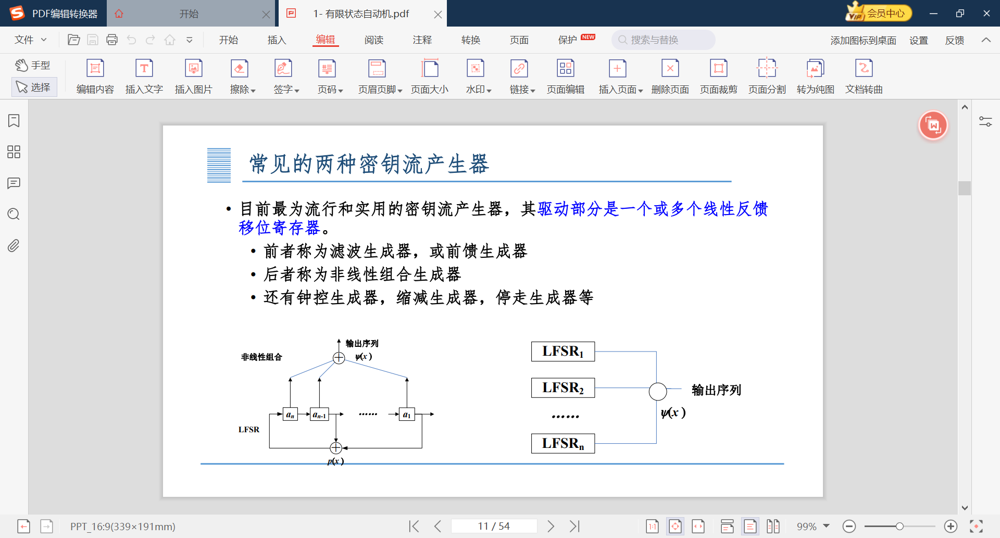 PDF编辑转换器
开始
1- 有限状态自动机.pdf
VIP 会员中心
文件
开始
插入
编辑
阅读
注释
转换
页面
保护 NEW
搜索与替换
添加图标到桌面
设置
反馈
手型
选择
编辑内容
插入文字
插入图片
擦除
签字
页码
页眉页脚
页面大小
水印
链接
页面编辑
插入页面
删除页面
页面裁剪
页面分割
转为纯图
文档转曲
常见的两种密钥流产生器
• 目前最为流行和实用的密钥流产生器，其驱动部分是一个或多个线性反馈
移位寄存器。
• 前者称为滤波生成器，或前馈生成器
• 后者称为非线性组合生成器
• 还有钟控生成器，缩减生成器，停走生成器等
输出序列
非线性组合
ψ(x)
aₙ
aₙ₋₁
……
a₁
LFSR
p(x)
LFSR₁
LFSR₂
……
LFSRₙ
输出序列
ψ(x)
PPT_16:9(339×191mm)
11 / 54
1:1
99%